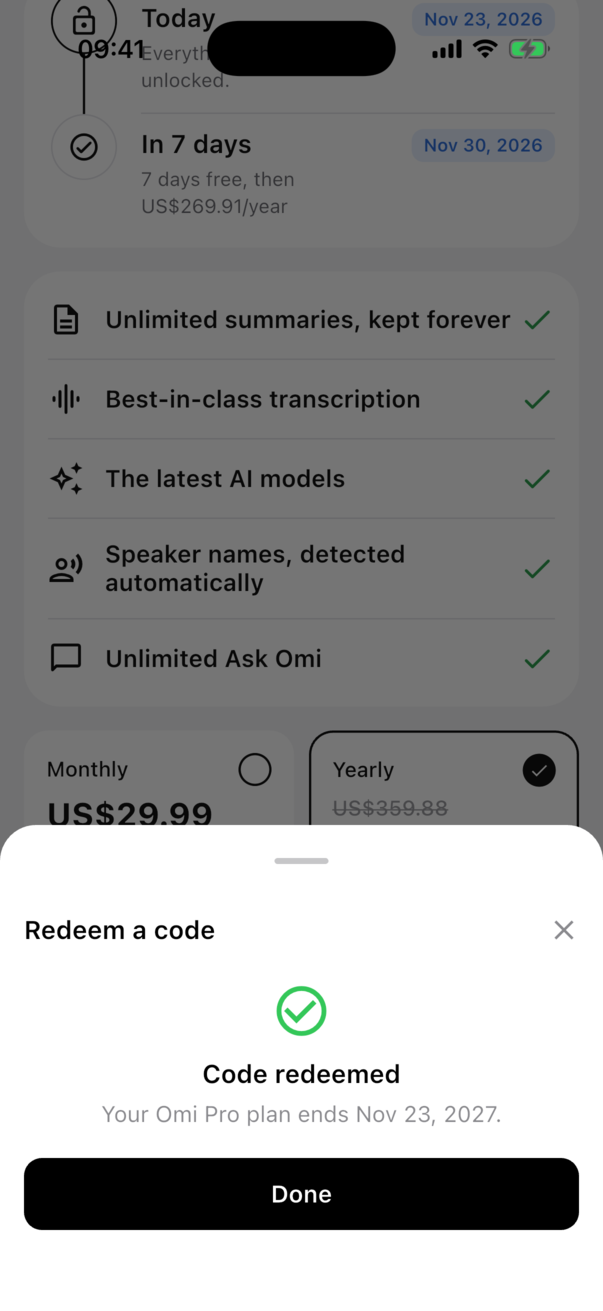 Today
Nov 23, 2026
09:41
Everyth
unlocked.
In 7 days
Nov 30, 2026
7 days free, then
US$269.91/year
Unlimited summaries, kept forever
Best-in-class transcription
The latest AI models
Speaker names, detected
automatically
Unlimited Ask Omi
Monthly
Yearly
US$29.99
US$359.88
Redeem a code
Code redeemed
Your Omi Pro plan ends Nov 23, 2027.
Done